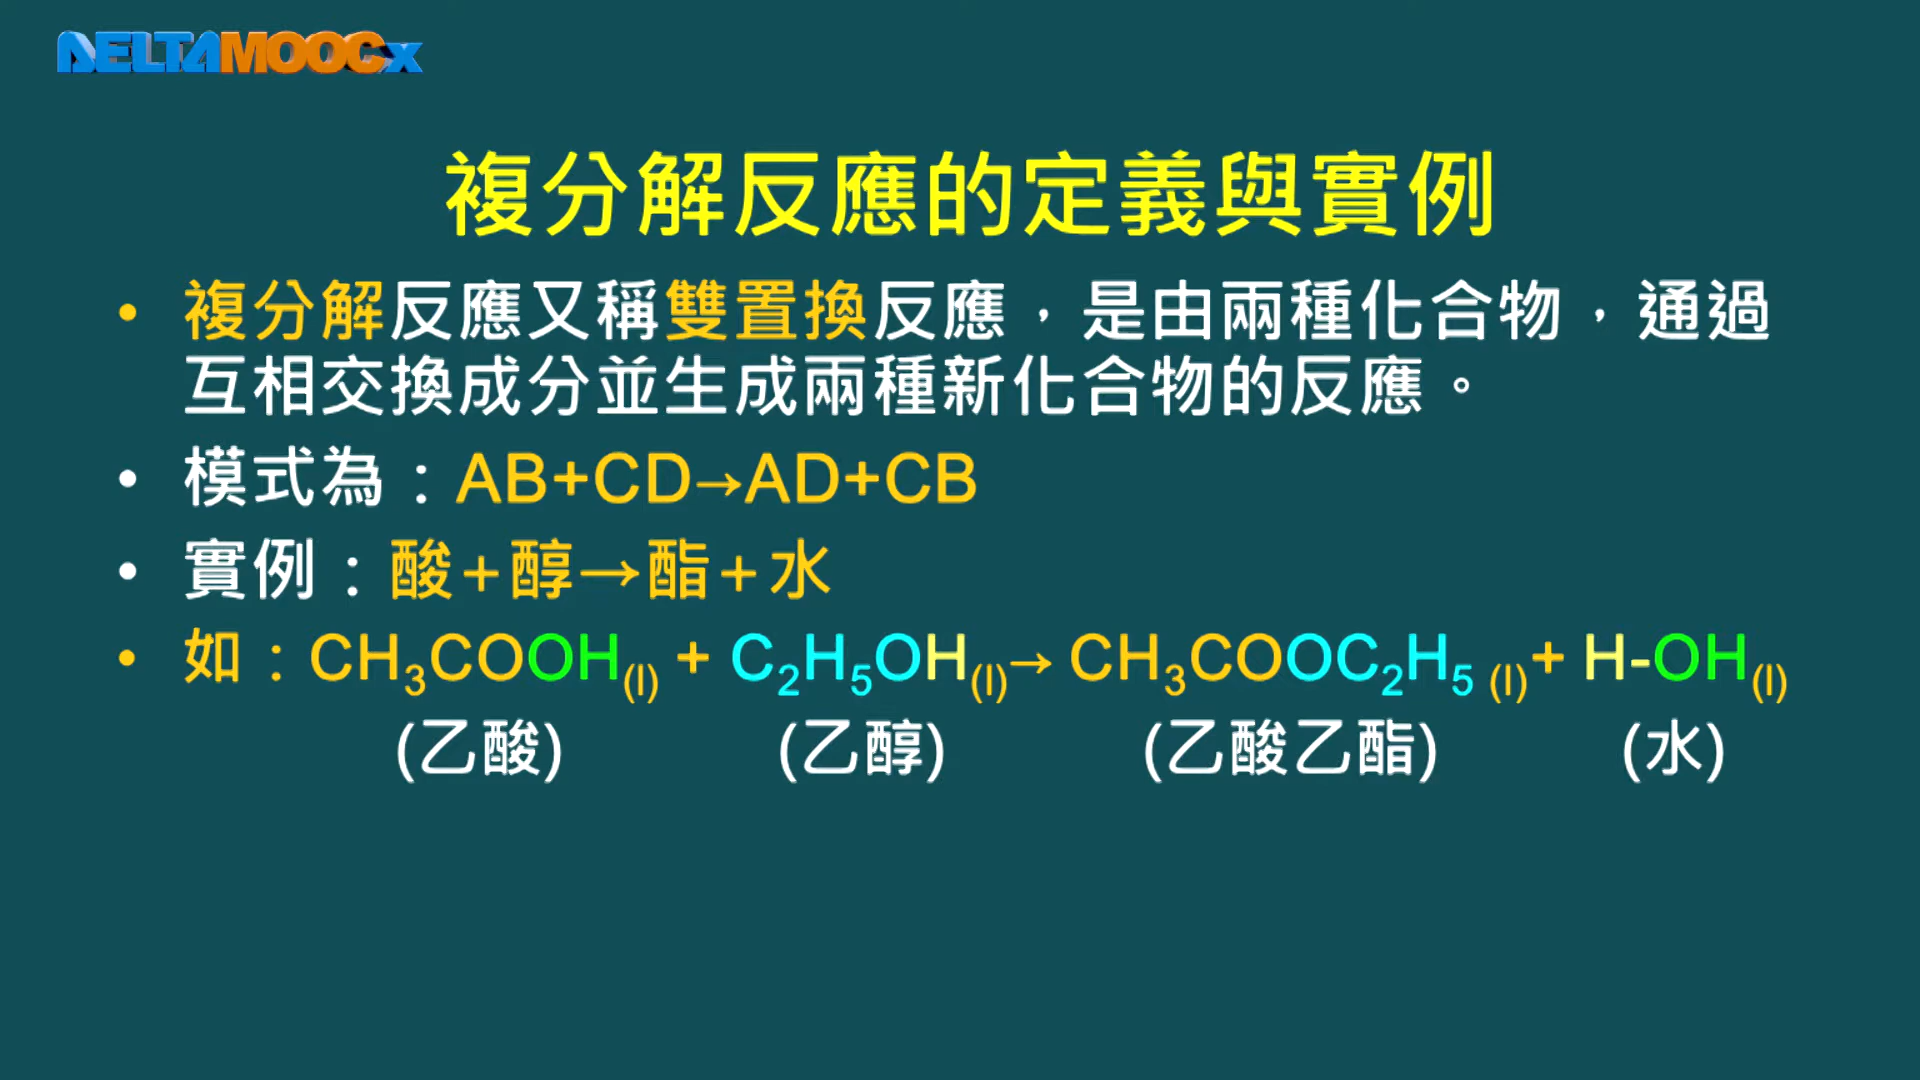 DELTAMOOCx
複分解反應的定義與實例
• 複分解反應又稱雙置換反應，是由兩種化合物，通過
互相交換成分並生成兩種新化合物的反應。
• 模式為：AB+CD→AD+CB
• 實例：酸+醇→酯+水
• 如：CH₃COOH₍ₗ₎ + C₂H₅OH₍ₗ₎→ CH₃COOC₂H₅ ₍ₗ₎+ H-OH₍ₗ₎
(乙酸) (乙醇) (乙酸乙酯) (水)